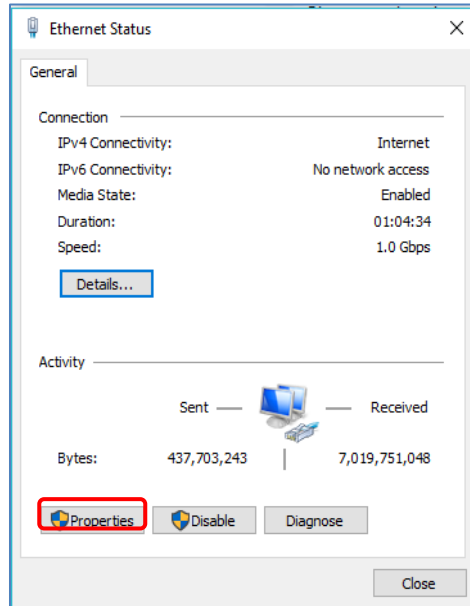 Ethernet Status
General
Connection
IPv4 Connectivity: Internet
IPv6 Connectivity: No network access
Media State: Enabled
Duration: 01:04:34
Speed: 1.0 Gbps
Details...
Activity
Sent Received
Bytes: 437,703,243 7,019,751,048
Properties Disable Diagnose
Close